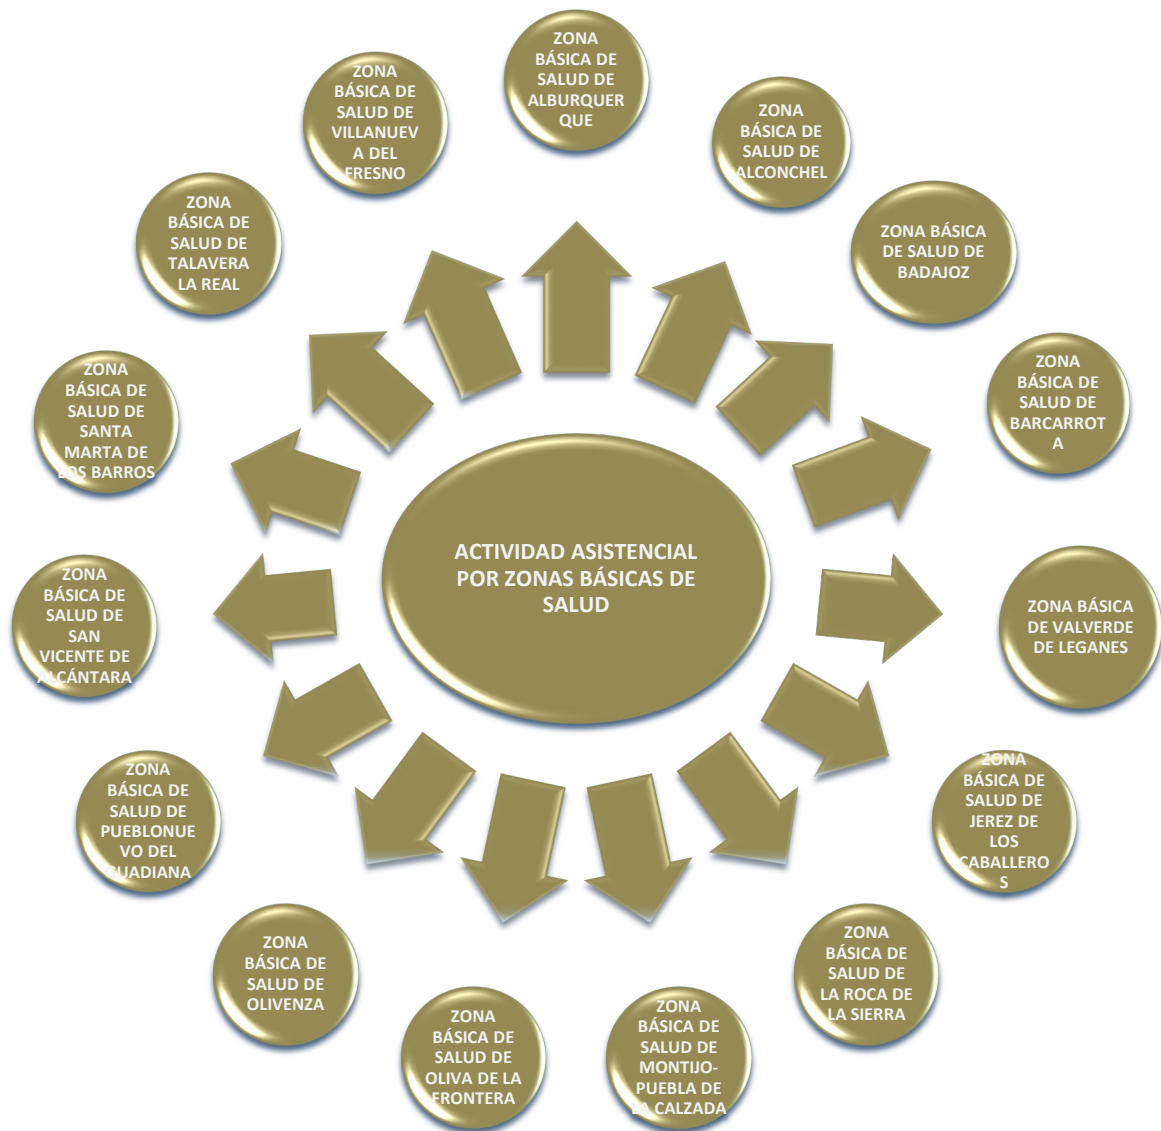 ZONA
BÁSICA DE
SALUD DE
ALBURQUER
QUE
ZONA
BÁSICA DE
SALUD DE
ALCONCHEL
ZONA BÁSICA
DE SALUD DE
BADAJOZ
ZONA
BÁSICA DE
SALUD DE
BARCARROT
A
ZONA BÁSICA
DE VALVERDE
DE LEGANES
ZONA
BÁSICA DE
SALUD DE
JEREZ DE
LOS
CABALLERO
S
ZONA
BÁSICA DE
SALUD DE
LA ROCA DE
LA SIERRA
ZONA
BÁSICA DE
SALUD DE
MONTIJO-
PUEBLA DE
LA CALZADA
ZONA
BÁSICA DE
SALUD DE
OLIVA DE LA
FRONTERA
ZONA
BÁSICA DE
SALUD DE
OLIVENZA
ZONA
BÁSICA DE
SALUD DE
PUEBLONUE
VO DEL
GUADIANA
ZONA
BÁSICA DE
SALUD DE
SAN
VICENTE DE
ALCÁNTARA
ZONA
BÁSICA DE
SALUD DE
SANTA
MARTA DE
LOS BARROS
ZONA
BÁSICA DE
SALUD DE
TALAVERA
LA REAL
ZONA
BÁSICA DE
SALUD DE
VILLANUEV
A DEL
FRESNO
ACTIVIDAD ASISTENCIAL
POR ZONAS BÁSICAS DE
SALUD